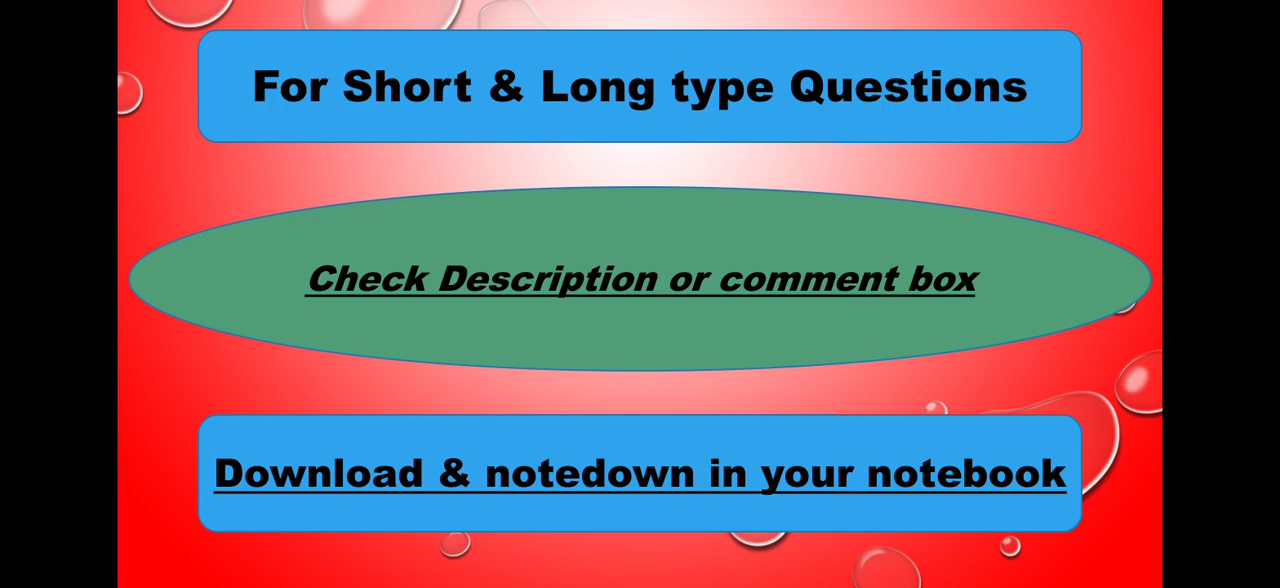 For Short & Long type Questions
Check Description or comment box
Download & notedown in your notebook